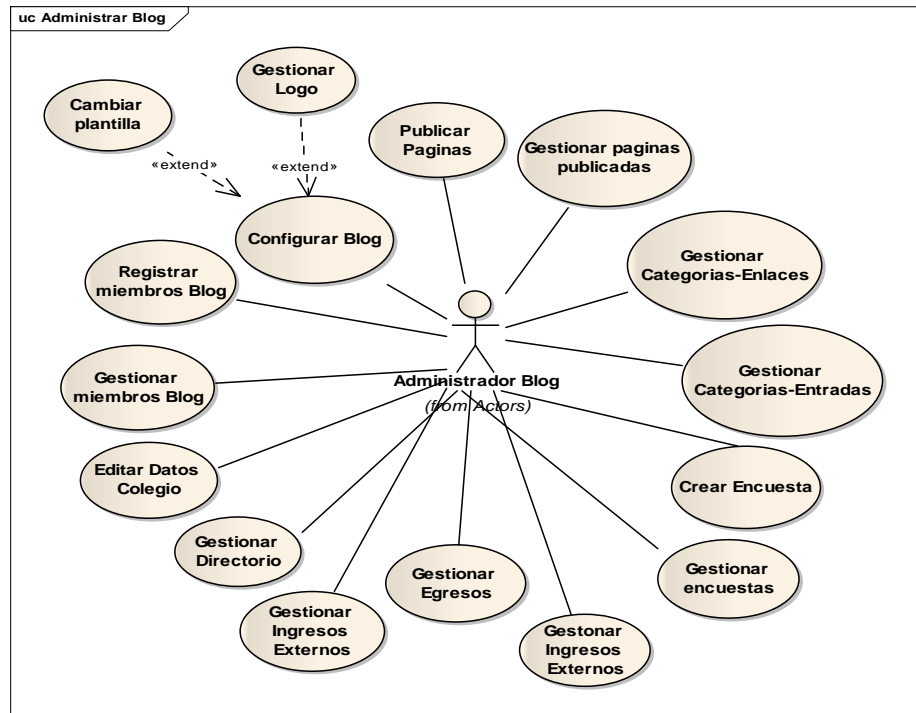 uc Administrar Blog
Gestionar
Logo
Cambiar
plantilla
«extend»
«extend»
Publicar
Paginas
Gestionar paginas
publicadas
Configurar Blog
Gestionar
Categorias-Enlaces
Registrar
miembros Blog
Administrador Blog
(from Actors)
Gestionar
Categorias-Entradas
Gestionar
miembros Blog
Editar Datos
Colegio
Crear Encuesta
Gestionar
Directorio
Gestionar
Egresos
Gestionar
encuestas
Gestionar
Ingresos
Externos
Gestonar
Ingresos
Externos